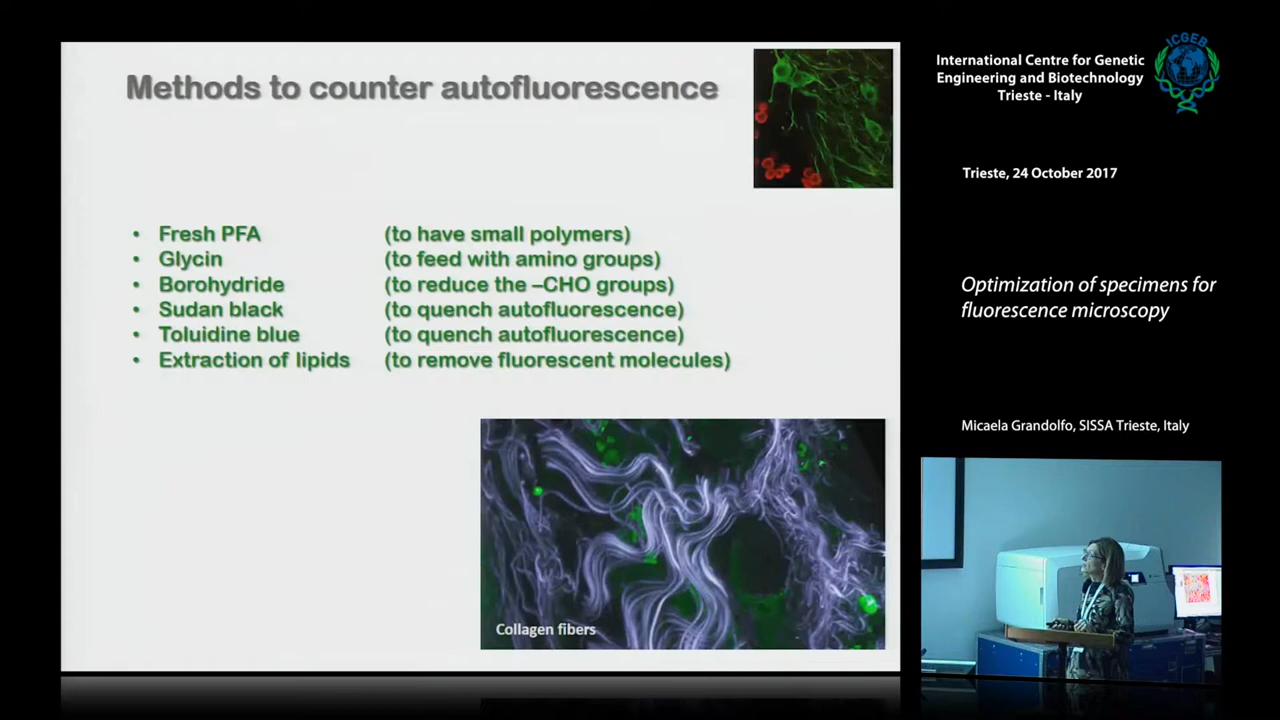 Methods to counter autofluorescence
• Fresh PFA (to have small polymers)
• Glycin (to feed with amino groups)
• Borohydride (to reduce the –CHO groups)
• Sudan black (to quench autofluorescence)
• Toluidine blue (to quench autofluorescence)
• Extraction of lipids (to remove fluorescent molecules)
Collagen fibers
International Centre for Genetic
Engineering and Biotechnology
Trieste - Italy
ICGEB
Trieste, 24 October 2017
Optimization of specimens for
fluorescence microscopy
Micaela Grandolfo, SISSA Trieste, Italy